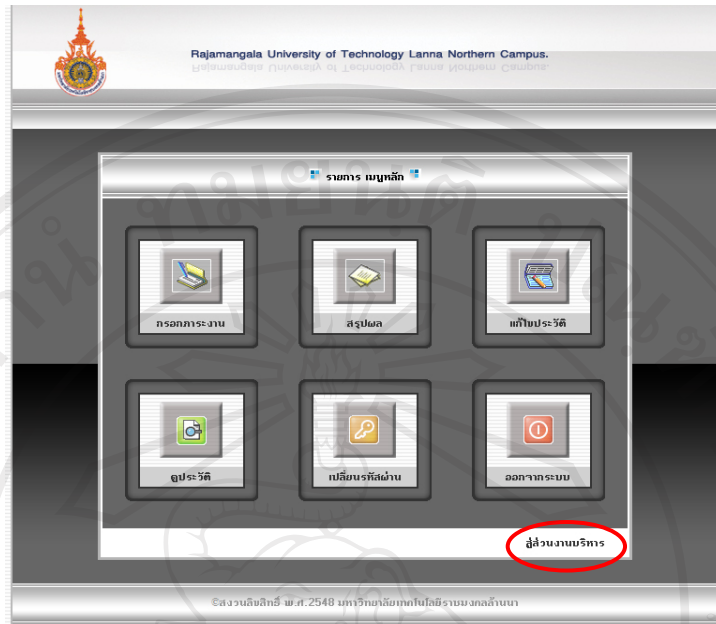 Rajamangala University of Technology Lanna Northern Campus.
รายการ เมนูหลัก
กรอกภาระงาน
สรุปผล
แก้ไขประวัติ
ดูประวัติ
เปลี่ยนรหัสผ่าน
ออกจากระบบ
สู่ส่วนงานบริหาร
©สงวนลิขสิทธิ์ พ.ศ.2548 มหาวิทยาลัยเทคโนโลยีราชมงคลล้านนา